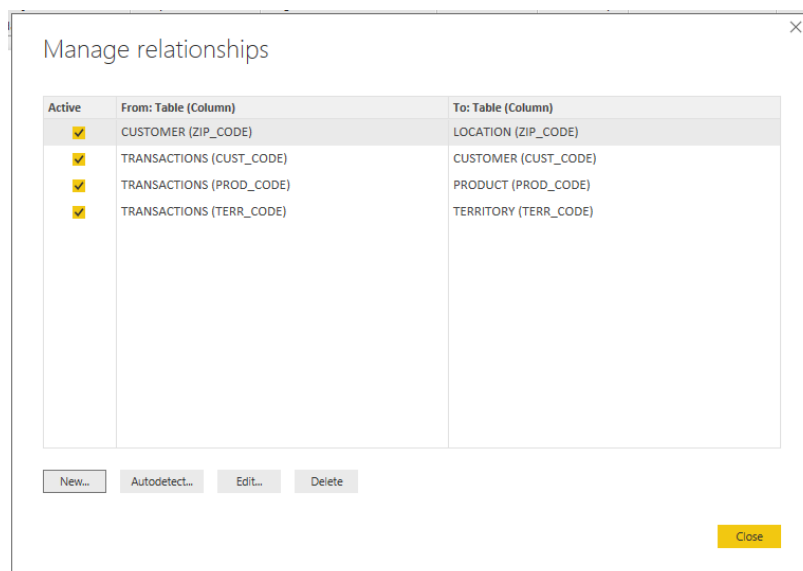 Manage relationships
Active From: Table (Column) To: Table (Column)
CUSTOMER (ZIP_CODE) LOCATION (ZIP_CODE)
TRANSACTIONS (CUST_CODE) CUSTOMER (CUST_CODE)
TRANSACTIONS (PROD_CODE) PRODUCT (PROD_CODE)
TRANSACTIONS (TERR_CODE) TERRITORY (TERR_CODE)
New... Autodetect... Edit... Delete
Close